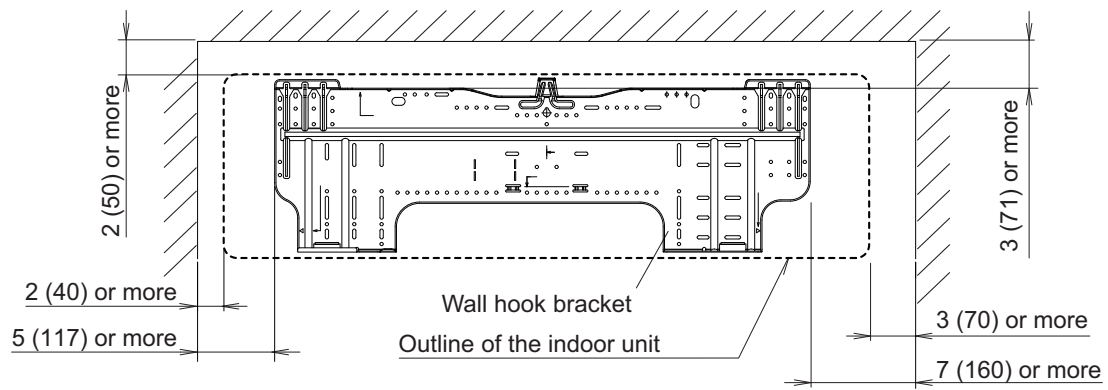 2 (50) or more
3 (71) or more
2 (40) or more
5 (117) or more
Wall hook bracket
Outline of the indoor unit
3 (70) or more
7 (160) or more